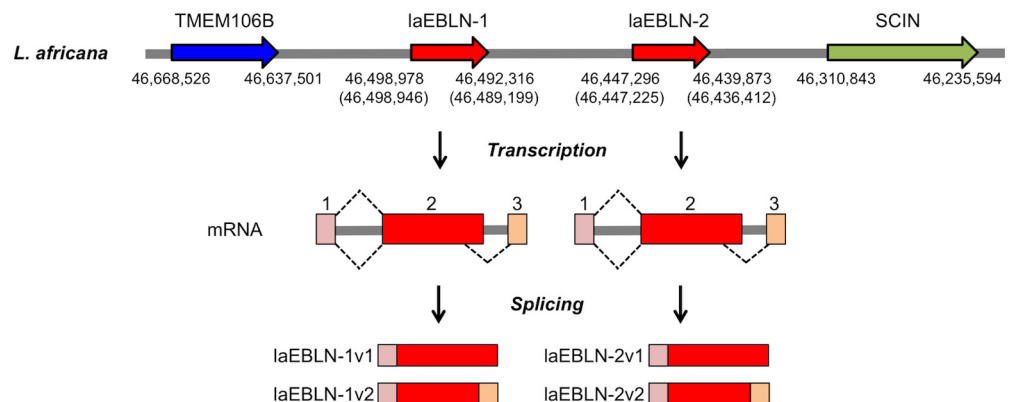 TMEM106B laEBLN-1 laEBLN-2 SCIN
L. africana
46,668,526 46,637,501 46,498,978 46,492,316 46,447,296 46,439,873 46,310,843 46,235,594
(46,498,946) (46,489,199) (46,447,225) (46,436,412)
Transcription
1 2 3 1 2 3
mRNA
Splicing
laEBLN-1v1 laEBLN-2v1
laEBLN-1v2 laEBLN-2v2